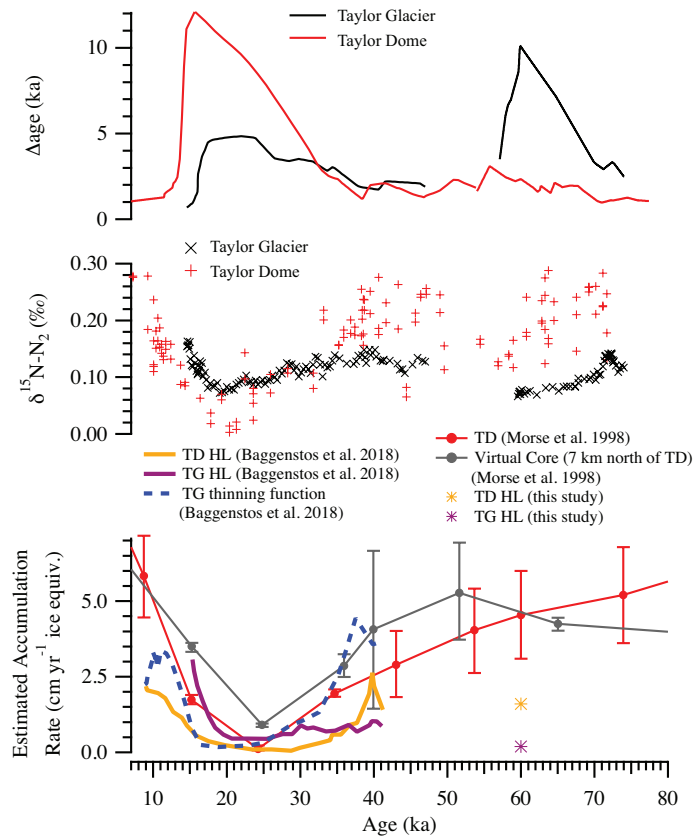 Taylor Glacier
Taylor Dome
10
5
0
Δage (ka)
Taylor Glacier
Taylor Dome
0.30
0.20
0.10
0.00
δ15N-N2 (‰)
TD HL (Baggenstos et al. 2018)
TG HL (Baggenstos et al. 2018)
TG thinning function
(Baggenstos et al. 2018)
TD (Morse et al. 1998)
Virtual Core (7 km north of TD)
(Morse et al. 1998)
TD HL (this study)
TG HL (this study)
5.0
2.5
0.0
Estimated Accumulation
Rate (cm yr-1 ice equiv.)
10 20 30 40 50 60 70 80
Age (ka)